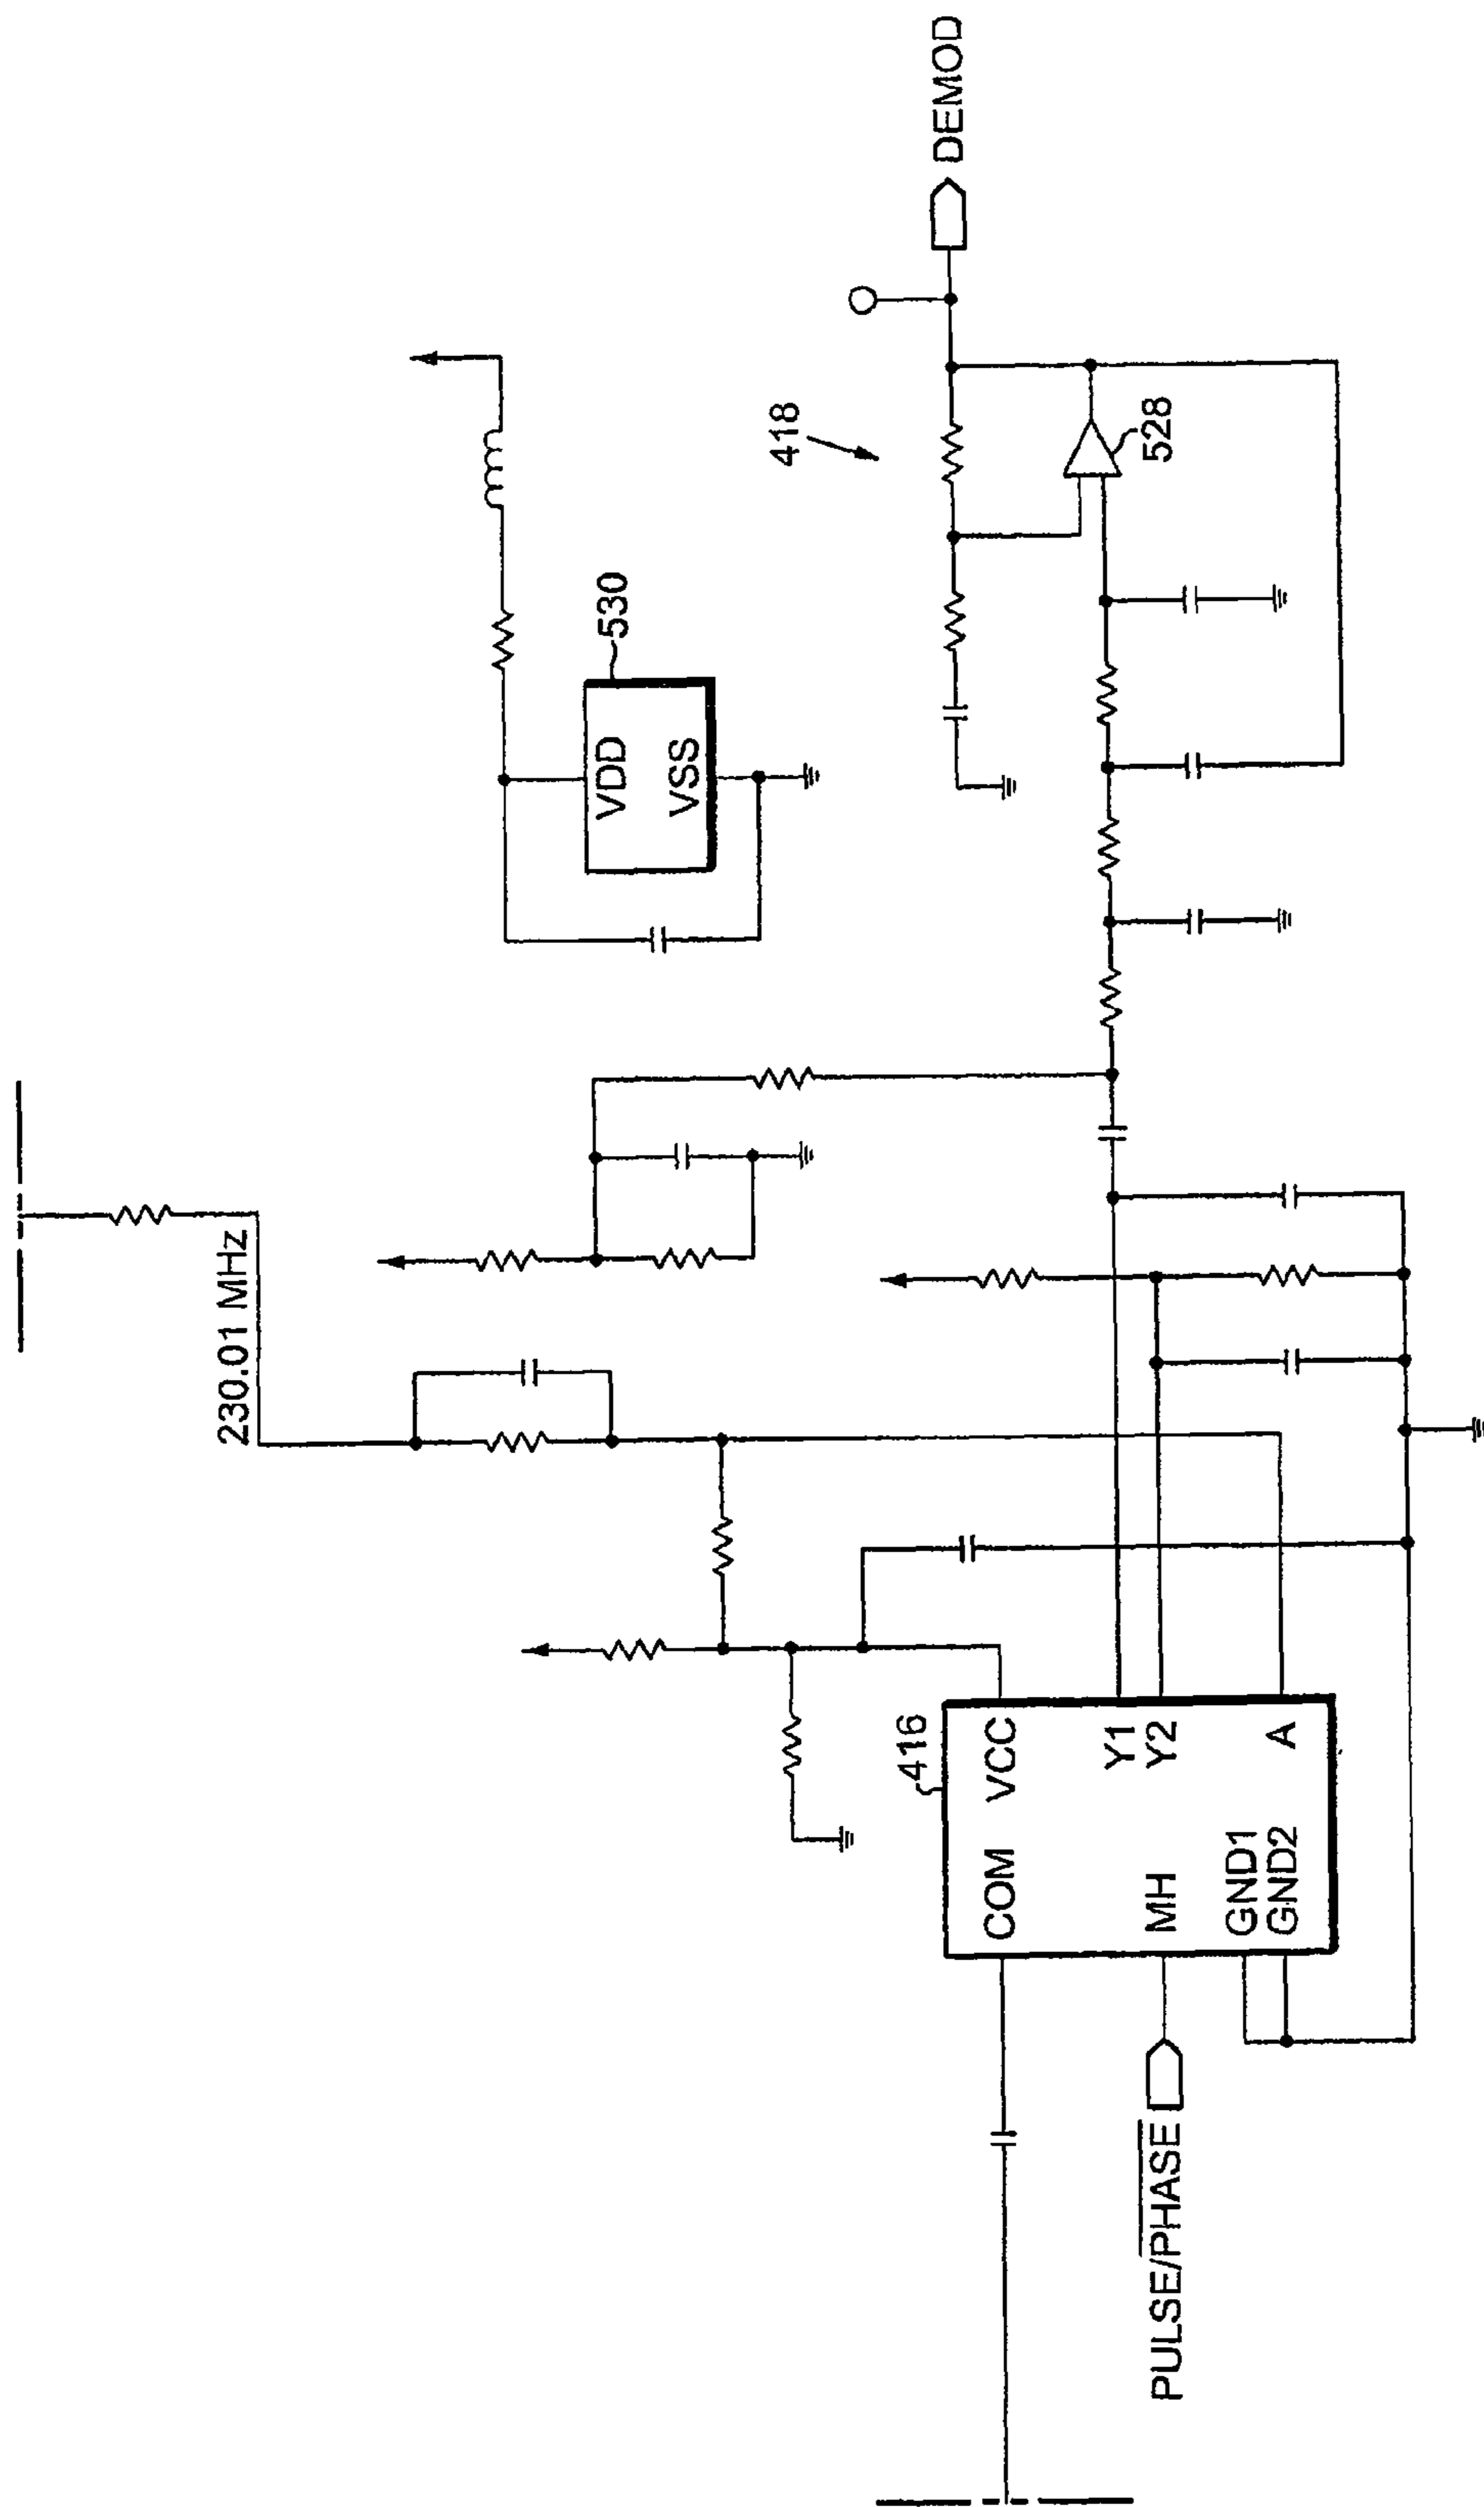 230.01 MHz
530
VDD
VSS
418
DEMOD
528
416
COM VCC
Y1
MH Y2
GND1
GND2 A
PULSE/PHASE